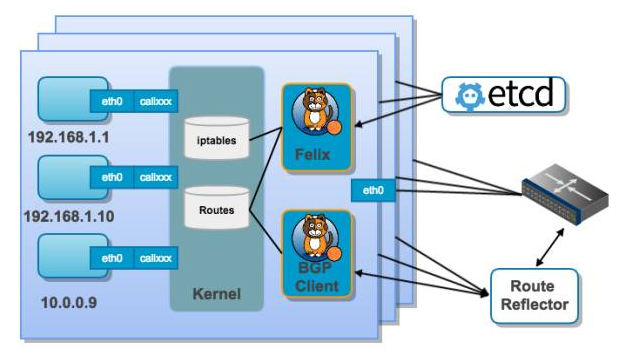 eth0 calixxx
192.168.1.1
eth0 calixxx
192.168.1.10
eth0 calixxx
10.0.0.9
iptables
Routes
Kernel
Felix
eth0
BGP
Client
etcd
Route
Reflector